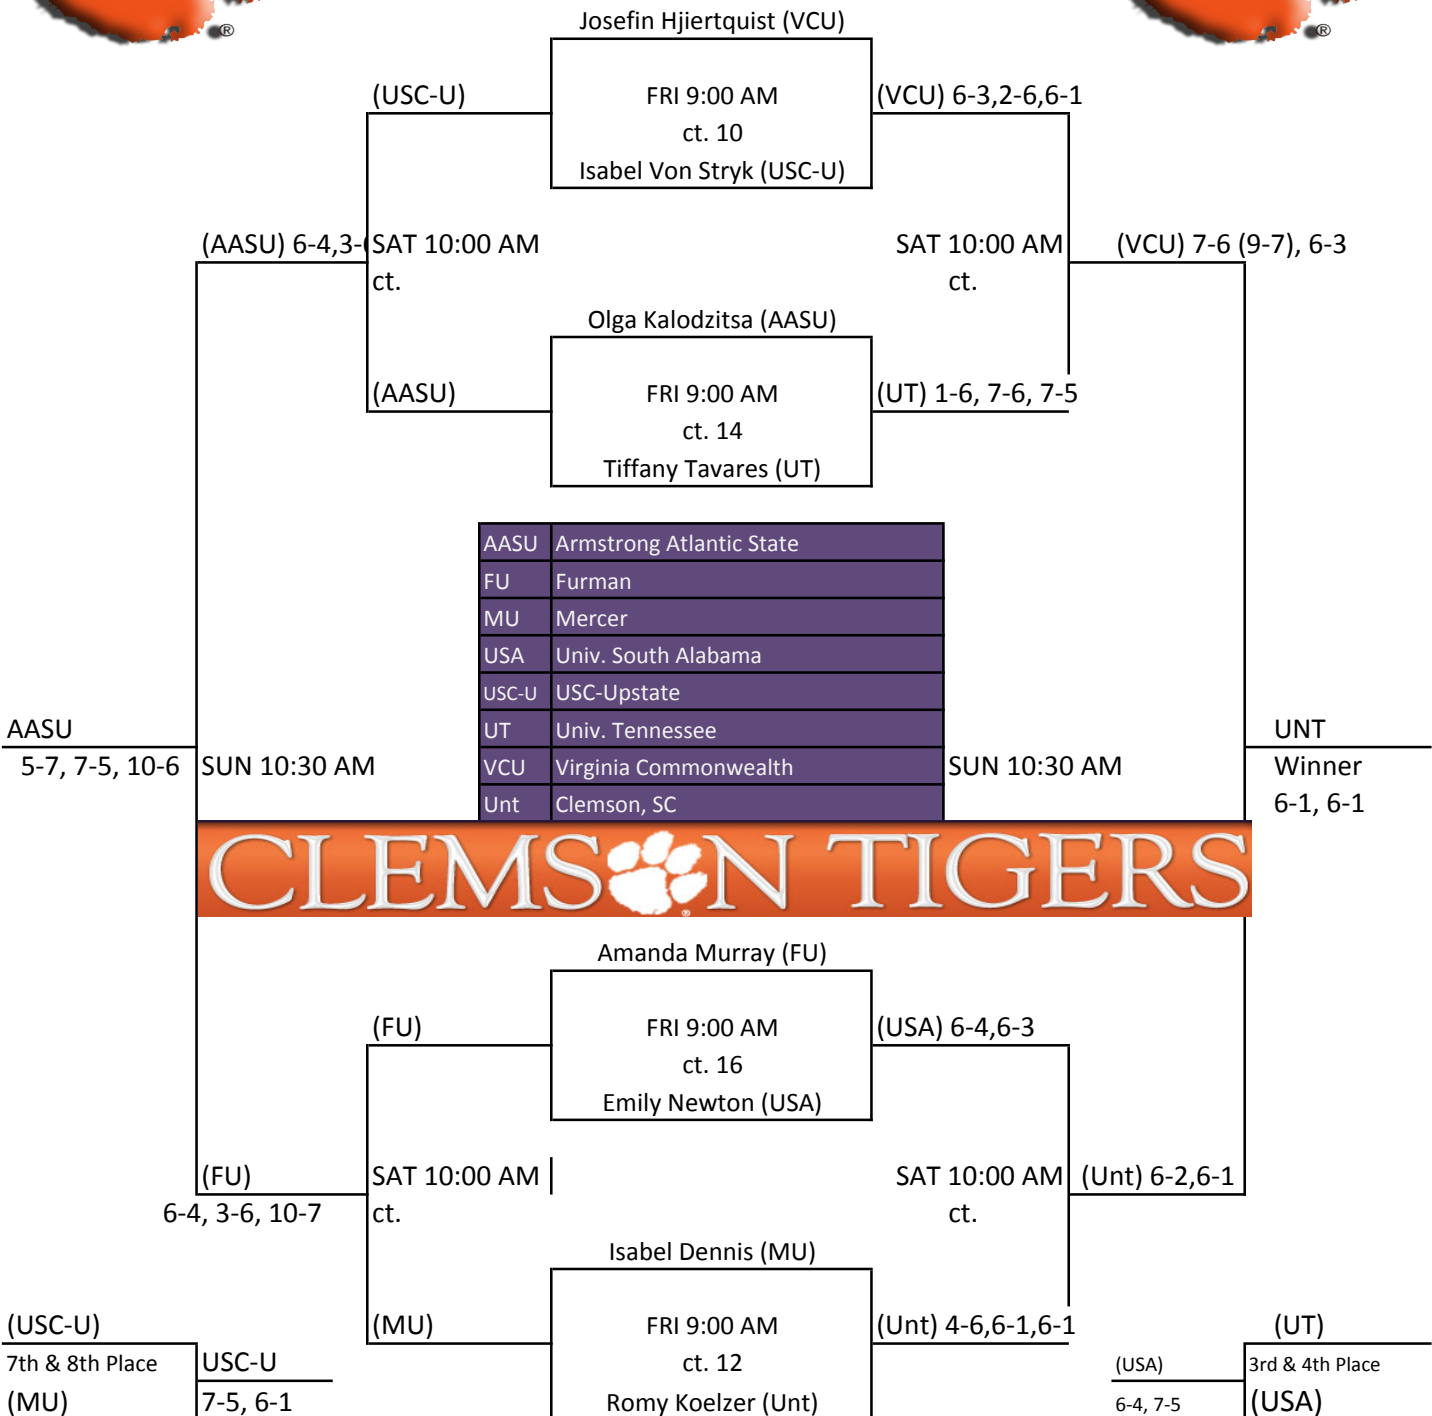 Josefin Hjiertquist (VCU)
(USC-U) FRI 9:00 AM (VCU) 6-3,2-6,6-1
ct. 10
Isabel Von Stryk (USC-U)
(AASU) 6-4,3- SAT 10:00 AM SAT 10:00 AM (VCU) 7-6 (9-7), 6-3
ct. ct.
Olga Kalodzitsa (AASU)
(AASU) FRI 9:00 AM (UT) 1-6, 7-6, 7-5
ct. 14
Tiffany Tavares (UT)
AASU Armstrong Atlantic State
FU Furman
MU Mercer
USA Univ. South Alabama
USC-U USC-Upstate
AASU UT Univ. Tennessee UNT
5-7, 7-5, 10-6 SUN 10:30 AM VCU Virginia Commonwealth SUN 10:30 AM Winner
Unt Clemson, SC 6-1, 6-1
CLEMSON TIGERS
Amanda Murray (FU)
(FU) FRI 9:00 AM (USA) 6-4,6-3
ct. 16
Emily Newton (USA)
(FU) SAT 10:00 AM SAT 10:00 AM (Unt) 6-2,6-1
6-4, 3-6, 10-7 ct. ct.
Isabel Dennis (MU)
(USC-U) (MU) FRI 9:00 AM (Unt) 4-6,6-1,6-1 (UT)
7th & 8th Place USC-U ct. 12 (USA) 3rd & 4th Place
(MU) 7-5, 6-1 Romy Koelzer (Unt) 6-4, 7-5 (USA)